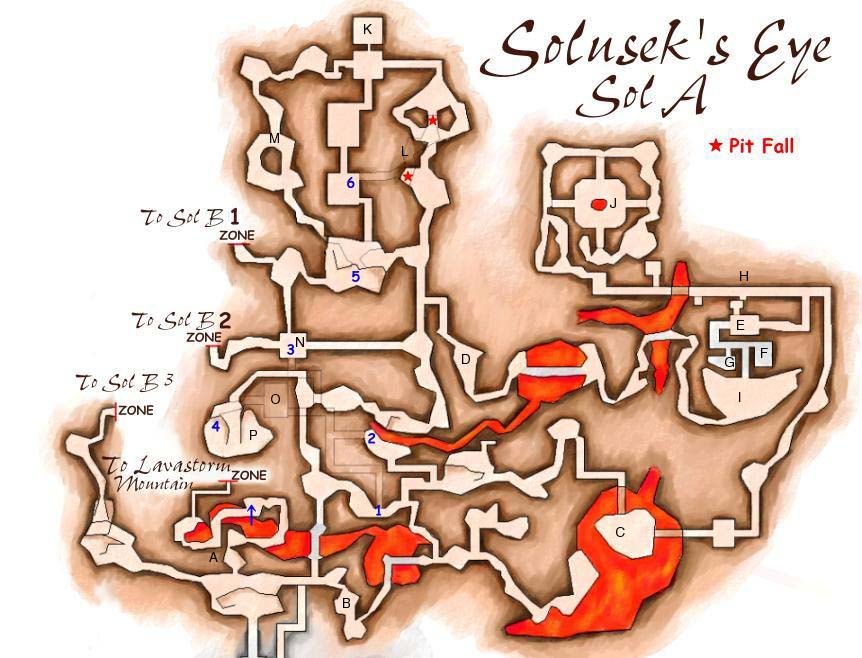 Solusek's Eye
Sol A
★ Pit Fall
K
M
L
6
J
To Sol B 1
ZONE
5
H
To Sol B 2
ZONE
N
3
E
D
G
F
To Sol B 3
ZONE
O
I
4
P
2
To Lavastorm
Mountain
ZONE
1
C
A
B